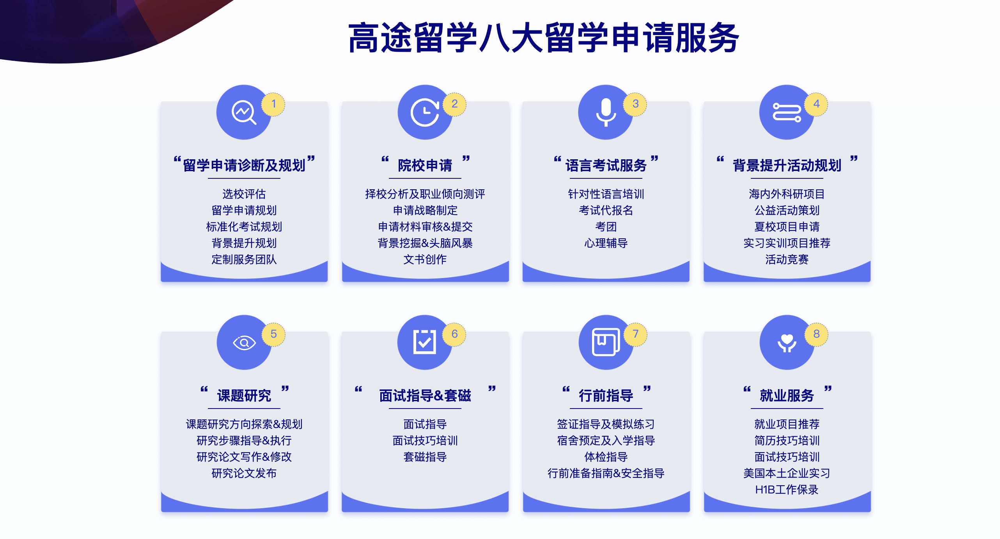 高途留学八大留学申请服务
1
“留学申请诊断及规划”
选校评估
留学申请规划
标准化考试规划
背景提升规划
定制服务团队
2
“ 院校申请 ”
择校分析及职业倾向测评
申请战略制定
申请材料审核&提交
背景挖掘&头脑风暴
文书创作
3
“ 语言考试服务 ”
针对性语言培训
考试代报名
考团
心理辅导
4
“ 背景提升活动规划 ”
海内外科研项目
公益活动策划
夏校项目申请
实习实训项目推荐
活动竞赛
5
“ 课题研究 ”
课题研究方向探索&规划
研究步骤指导&执行
研究论文写作&修改
研究论文发布
6
“ 面试指导&套磁 ”
面试指导
面试技巧培训
套磁指导
7
“ 行前指导 ”
签证指导及模拟练习
宿舍预定及入学指导
体检指导
行前准备指南&安全指导
8
“ 就业服务 ”
就业项目推荐
简历技巧培训
面试技巧培训
美国本土企业实习
H1B工作保录